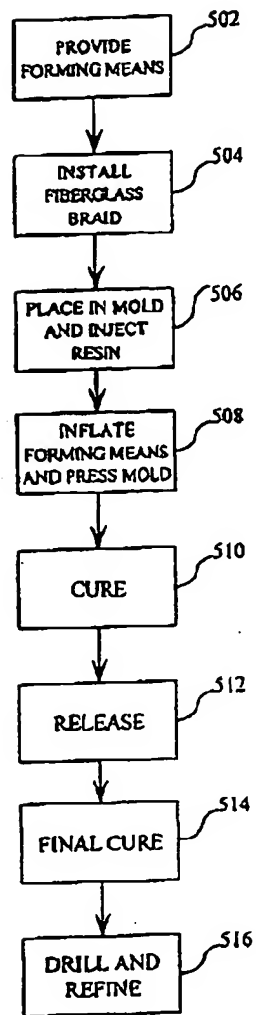 502
PROVIDE
FORMING MEANS
504
INSTALL
FIBERGLASS
BRAID
506
PLACE IN MOLD
AND INJECT
RESIN
508
INFLATE
FORMING MEANS
AND PRESS MOLD
510
CURE
512
RELEASE
514
FINAL CURE
516
DRILL AND
REFINE